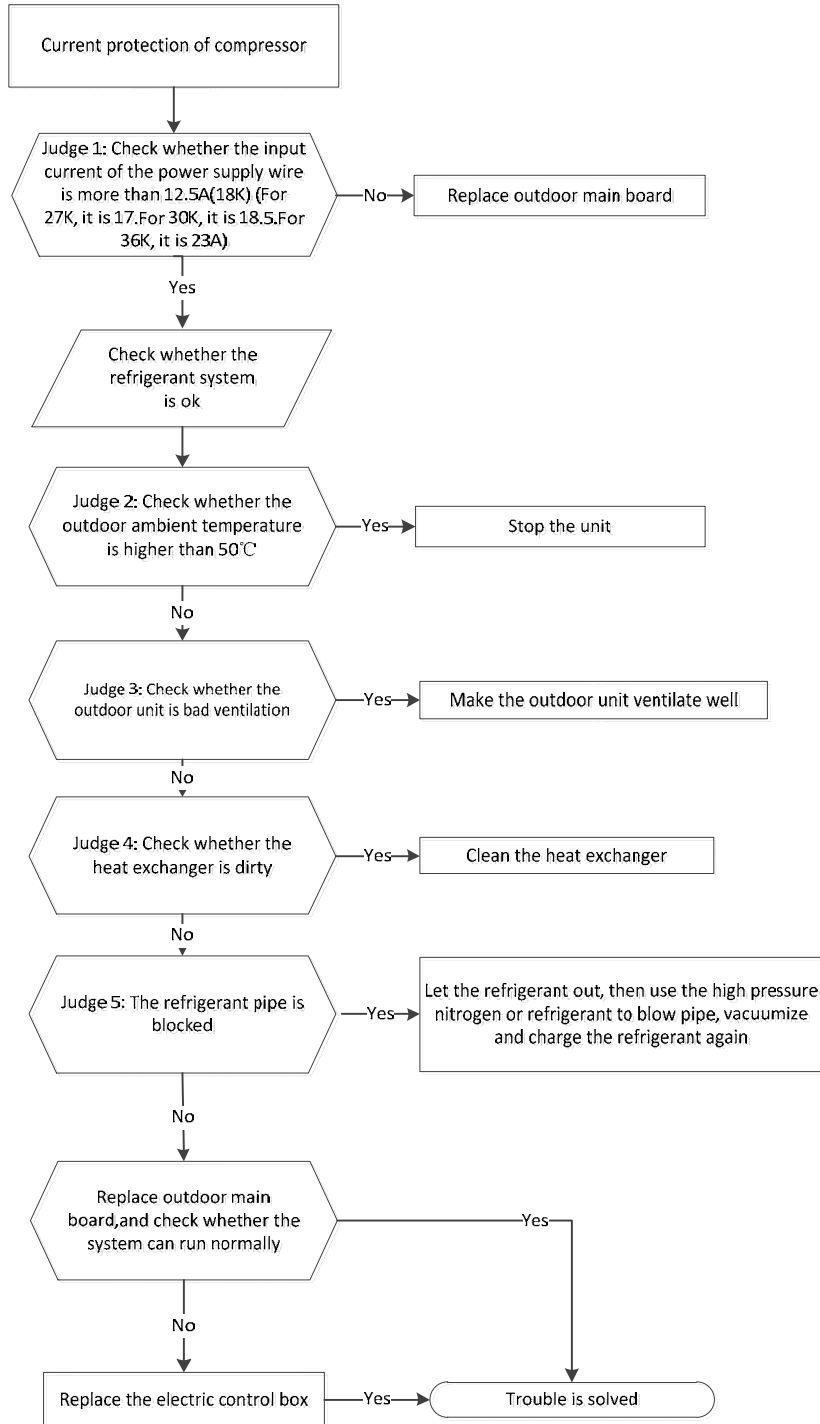 Current protection of compressor
Judge 1: Check whether the input
current of the power supply wire
is more than 12.5A(18K) (For
27K, it is 17.For 30K, it is 18.5.For
36K, it is 23A)
No
Replace outdoor main board
Yes
Check whether the
refrigerant system
is ok
Judge 2: Check whether the
outdoor ambient temperature
is higher than 50℃
Yes
Stop the unit
No
Judge 3: Check whether the
outdoor unit is bad ventilation
Yes
Make the outdoor unit ventilate well
No
Judge 4: Check whether the
heat exchanger is dirty
Yes
Clean the heat exchanger
No
Judge 5: The refrigerant pipe is
blocked
Yes
Let the refrigerant out, then use the high pressure
nitrogen or refrigerant to blow pipe, vacuumize
and charge the refrigerant again
No
Replace outdoor main
board,and check whether the
system can run normally
Yes
No
Replace the electric control box
Yes
Trouble is solved